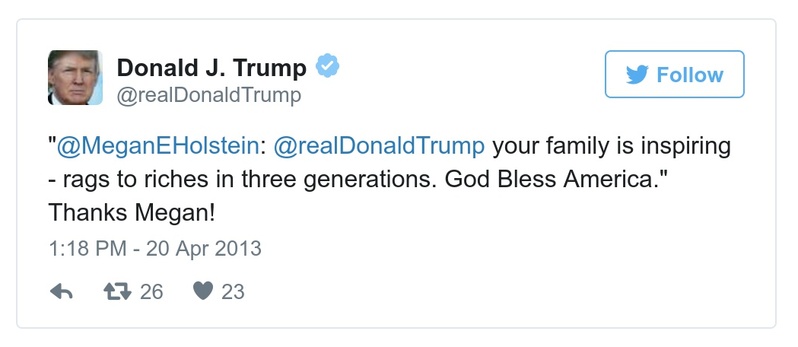 Donald J. Trump
@realDonaldTrump
Follow
"@MeganEHolstein: @realDonaldTrump your family is inspiring
- rags to riches in three generations. God Bless America."
Thanks Megan!
1:18 PM - 20 Apr 2013
26 23